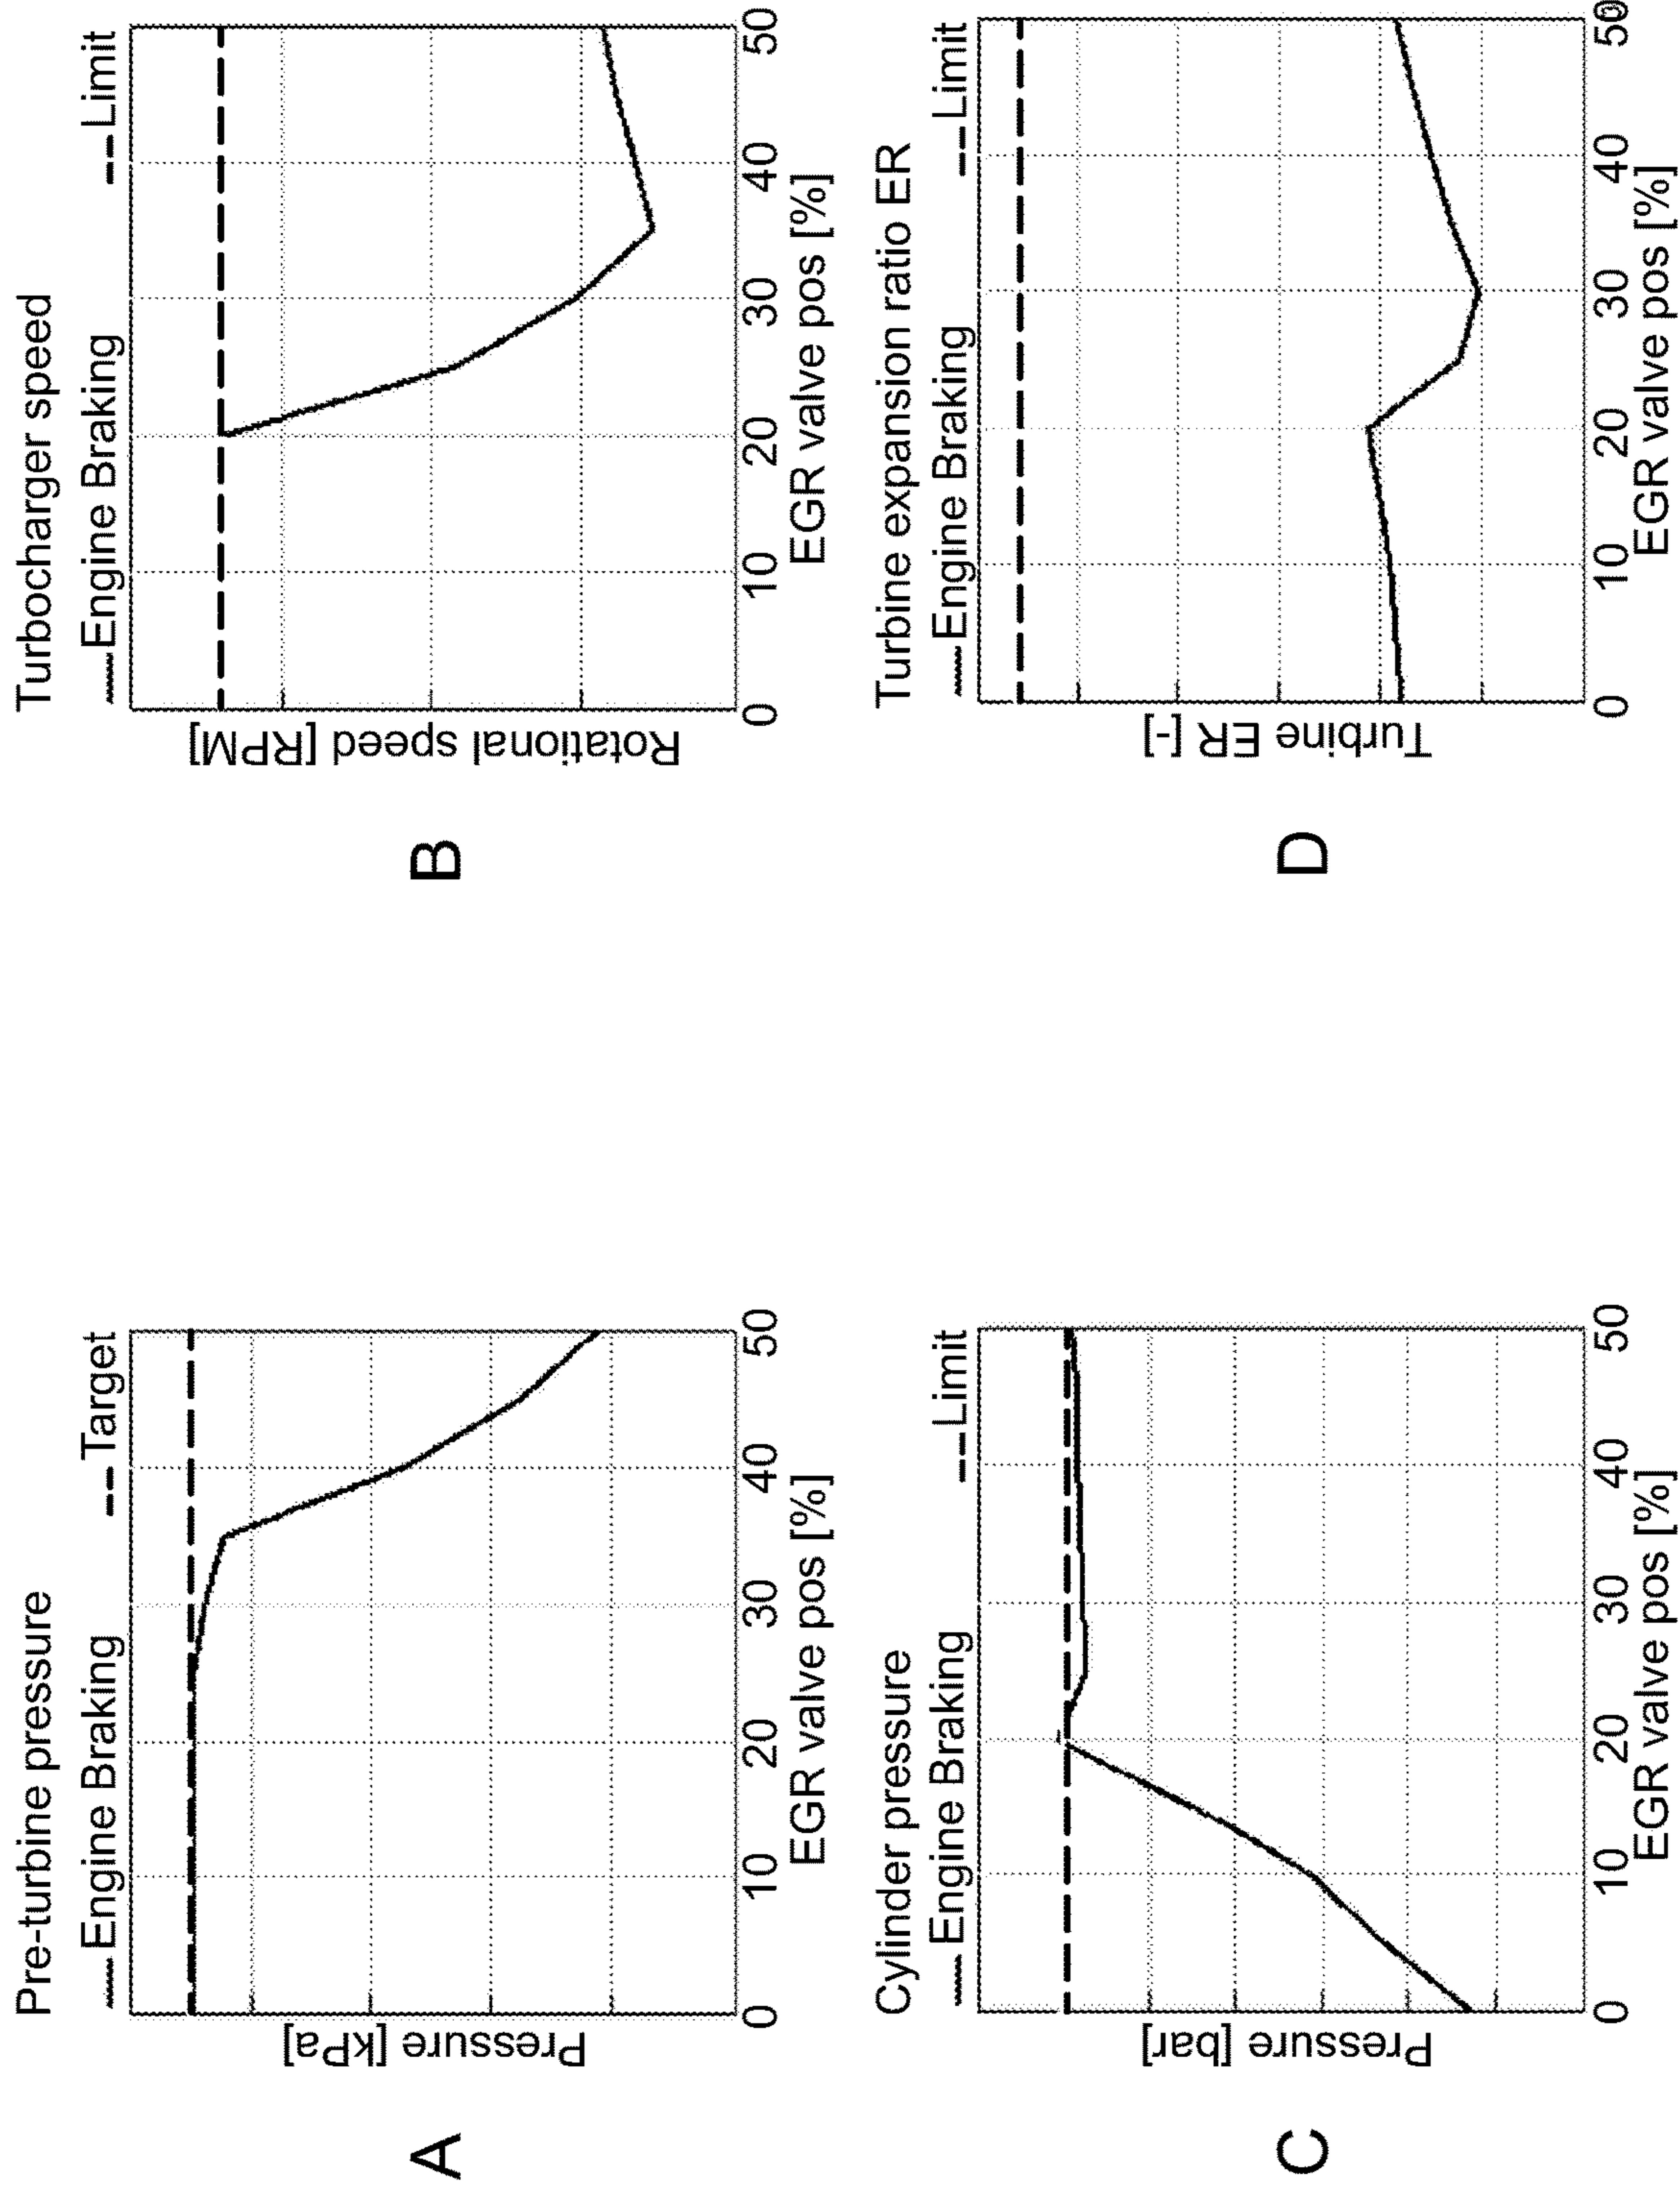 A
Pre-turbine pressure
Engine Braking
Target
Pressure [kPa]
0 10 20 30 40 50
EGR valve pos [%]
B
Turbocharger speed
Engine Braking
Limit
Rotational speed [RPM]
0 10 20 30 40 50
EGR valve pos [%]
C
Cylinder pressure
Engine Braking
Limit
Pressure [bar]
0 10 20 30 40 50
EGR valve pos [%]
D
Turbine expansion ratio ER
Engine Braking
Limit
Turbine ER [-]
0 10 20 30 40 50
EGR valve pos [%]